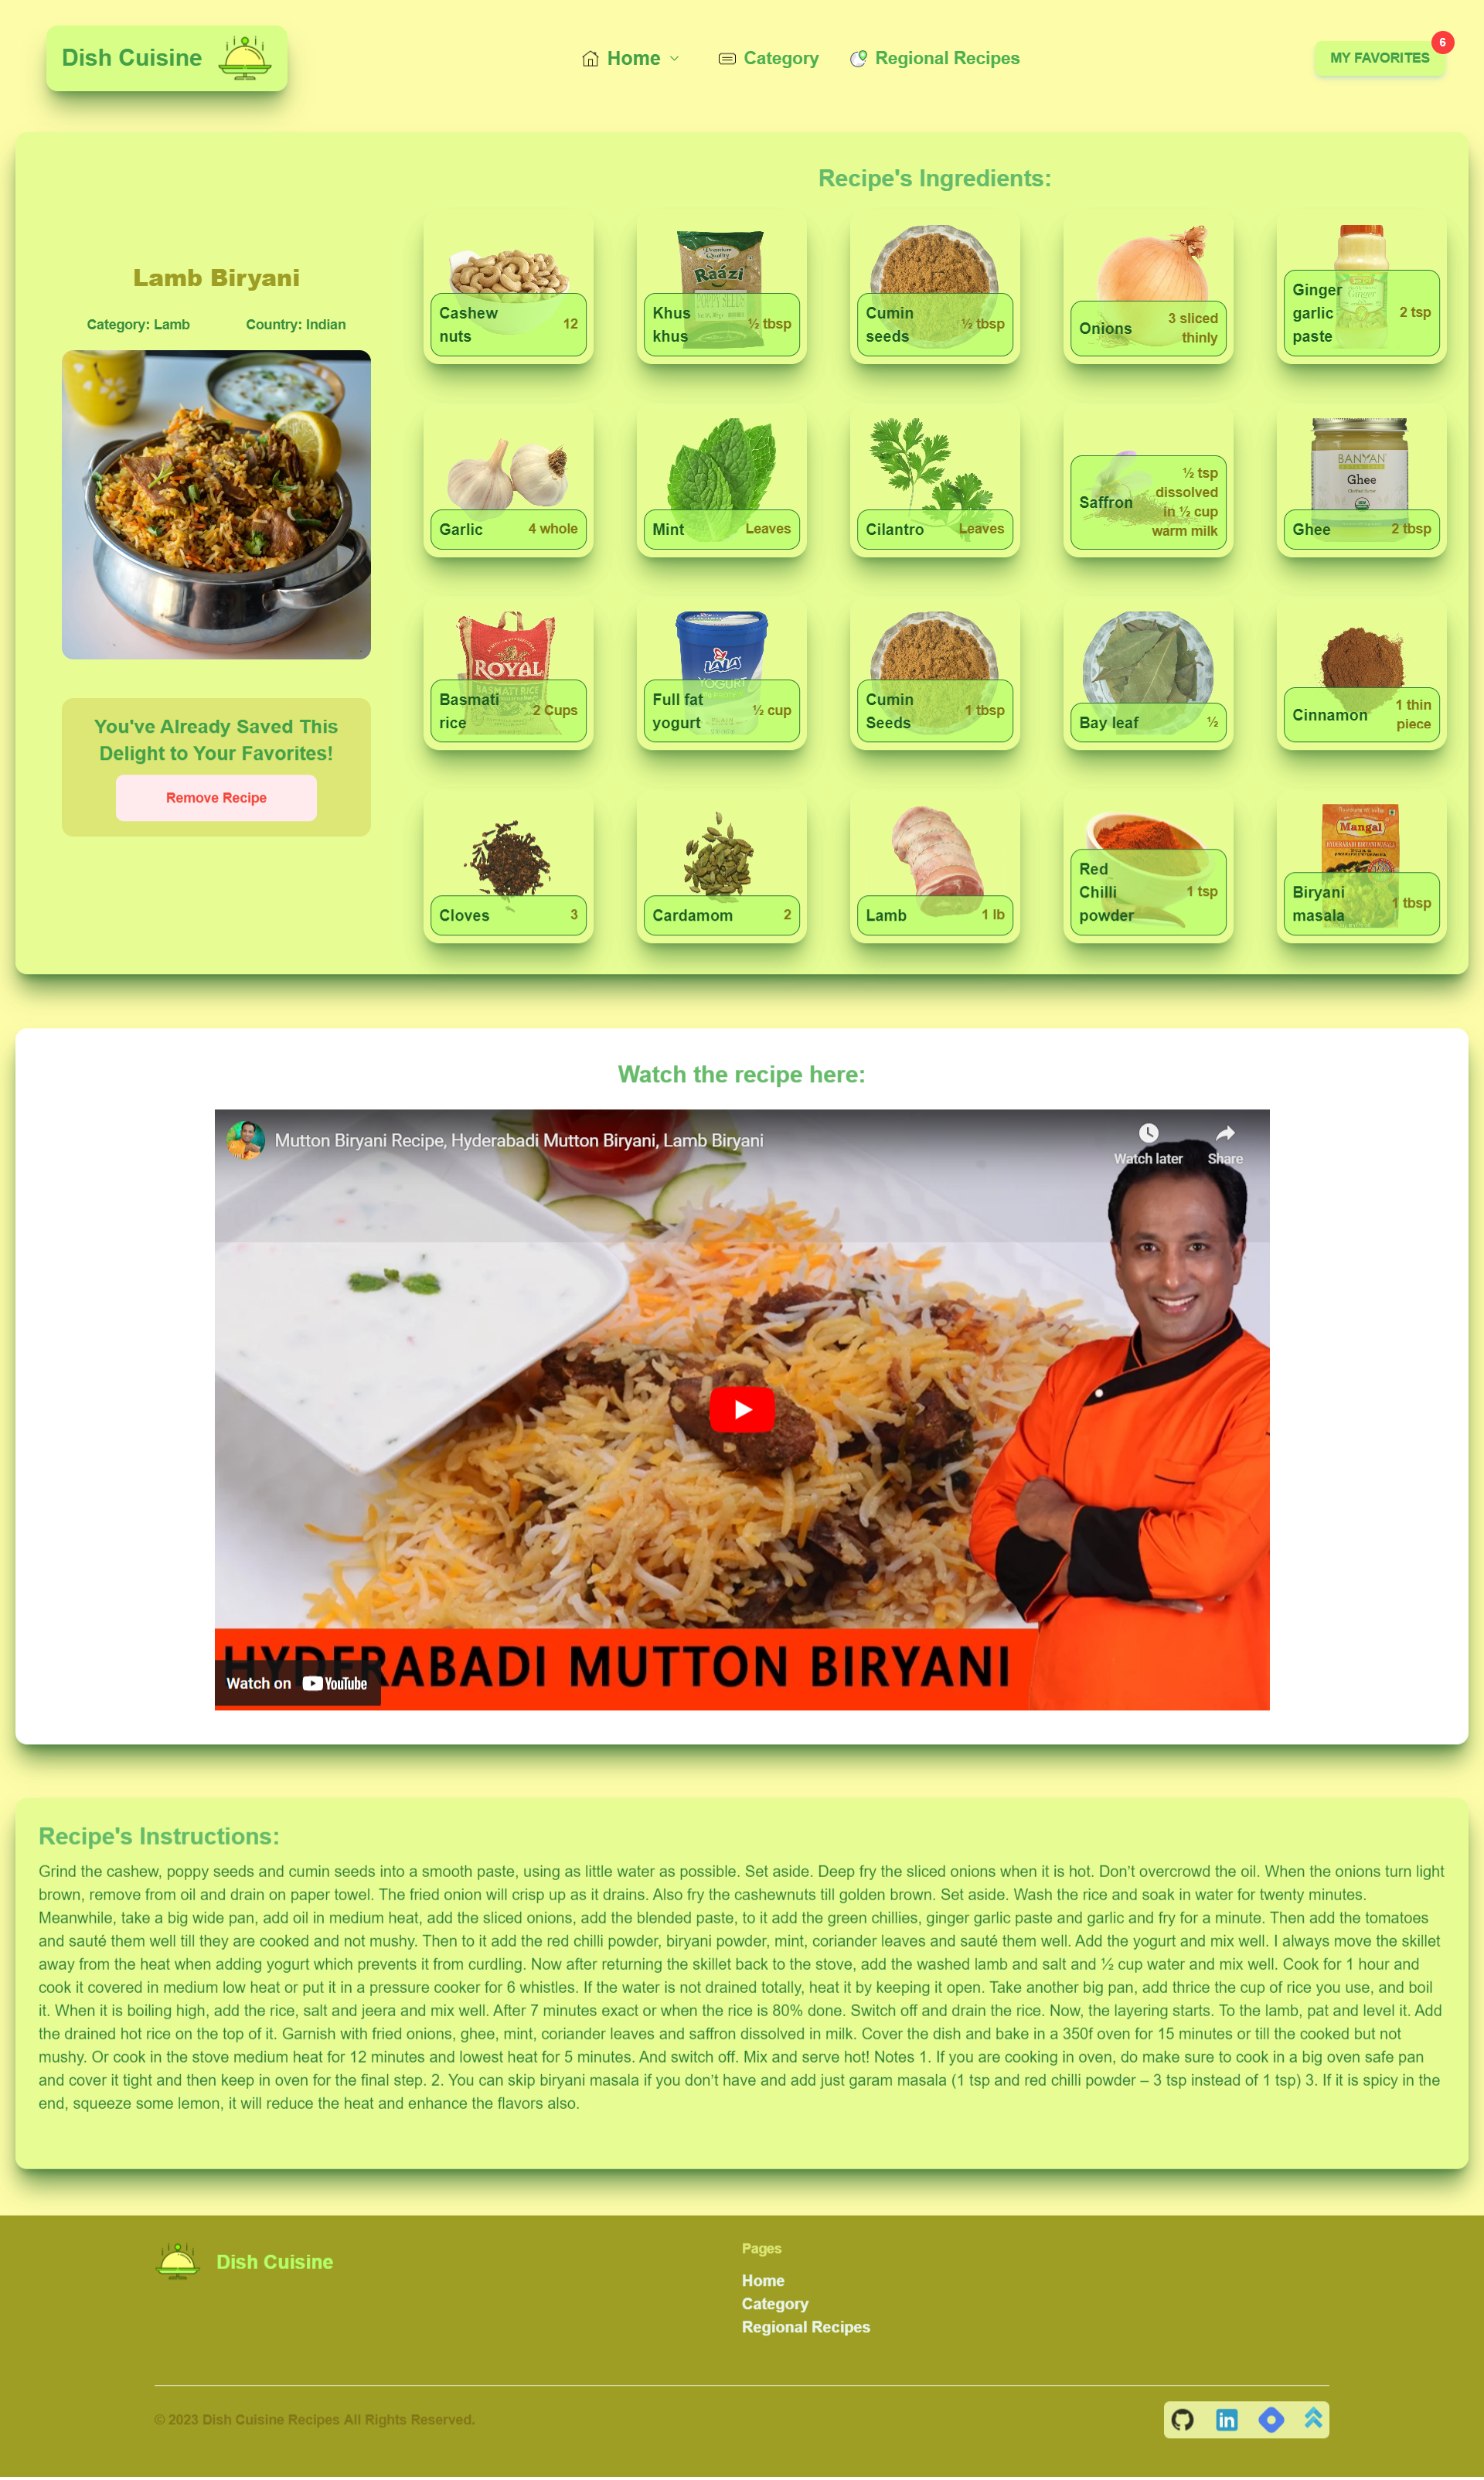 Dish Cuisine
Home
Category
Regional Recipes
MY FAVORITES
6
Lamb Biryani
Category: Lamb
Country: Indian
You've Already Saved This
Delight to Your Favorites!
Remove Recipe
Recipe's Ingredients:
Cashew
nuts
12
Premium
Quality
Raázi
POPPY SEEDS
Khus
khus
½ tbsp
Cumin
seeds
½ tbsp
Onions
3 sliced
thinly
Ginger
Ginger
garlic
paste
2 tsp
Garlic
4 whole
Mint
Leaves
Cilantro
Leaves
Saffron
½ tsp
dissolved
in ½ cup
warm milk
BANYAN
Ghee
Ghee
2 tbsp
ROYAL
BASMATI RICE
Basmati
rice
2 Cups
LALA
YOGURT
PLAIN
Full fat
yogurt
½ cup
Cumin
Seeds
1 tbsp
Bay leaf
½
Cinnamon
1 thin
piece
Cloves
3
Cardamom
2
Lamb
1 lb
Red
Chilli
powder
1 tsp
Mangal
HYDERABADI BIRYANI MASALA
Biryani
masala
1 tbsp
Watch the recipe here:
Mutton Biryani Recipe, Hyderabadi Mutton Biryani, Lamb Biryani
Watch later
Share
HYDERABADI MUTTON BIRYANI
Watch on YouTube
Recipe's Instructions:
Grind the cashew, poppy seeds and cumin seeds into a smooth paste, using as little water as possible. Set aside. Deep fry the sliced onions when it is hot. Don't overcrowd the oil. When the onions turn light
brown, remove from oil and drain on paper towel. The fried onion will crisp up as it drains. Also fry the cashewnuts till golden brown. Set aside. Wash the rice and soak in water for twenty minutes.
Meanwhile, take a big wide pan, add oil in medium heat, add the sliced onions, add the blended paste, to it add the green chillies, ginger garlic paste and garlic and fry for a minute. Then add the tomatoes
and sauté them well till they are cooked and not mushy. Then to it add the red chilli powder, biryani powder, mint, coriander leaves and sauté them well. Add the yogurt and mix well. I always move the skillet
away from the heat when adding yogurt which prevents it from curdling. Now after returning the skillet back to the stove, add the washed lamb and salt and ½ cup water and mix well. Cook for 1 hour and
cook it covered in medium low heat or put it in a pressure cooker for 6 whistles. If the water is not drained totally, heat it by keeping it open. Take another big pan, add thrice the cup of rice you use, and boil
it. When it is boiling high, add the rice, salt and jeera and mix well. After 7 minutes exact or when the rice is 80% done. Switch off and drain the rice. Now, the layering starts. To the lamb, pat and level it. Add
the drained hot rice on the top of it. Garnish with fried onions, ghee, mint, coriander leaves and saffron dissolved in milk. Cover the dish and bake in a 350f oven for 15 minutes or till the cooked but not
mushy. Or cook in the stove medium heat for 12 minutes and lowest heat for 5 minutes. And switch off. Mix and serve hot! Notes 1. If you are cooking in oven, do make sure to cook in a big oven safe pan
and cover it tight and then keep in oven for the final step. 2. You can skip biryani masala if you don't have and add just garam masala (1 tsp and red chilli powder – 3 tsp instead of 1 tsp) 3. If it is spicy in the
end, squeeze some lemon, it will reduce the heat and enhance the flavors also.
Dish Cuisine
Pages
Home
Category
Regional Recipes
© 2023 Dish Cuisine Recipes All Rights Reserved.
in